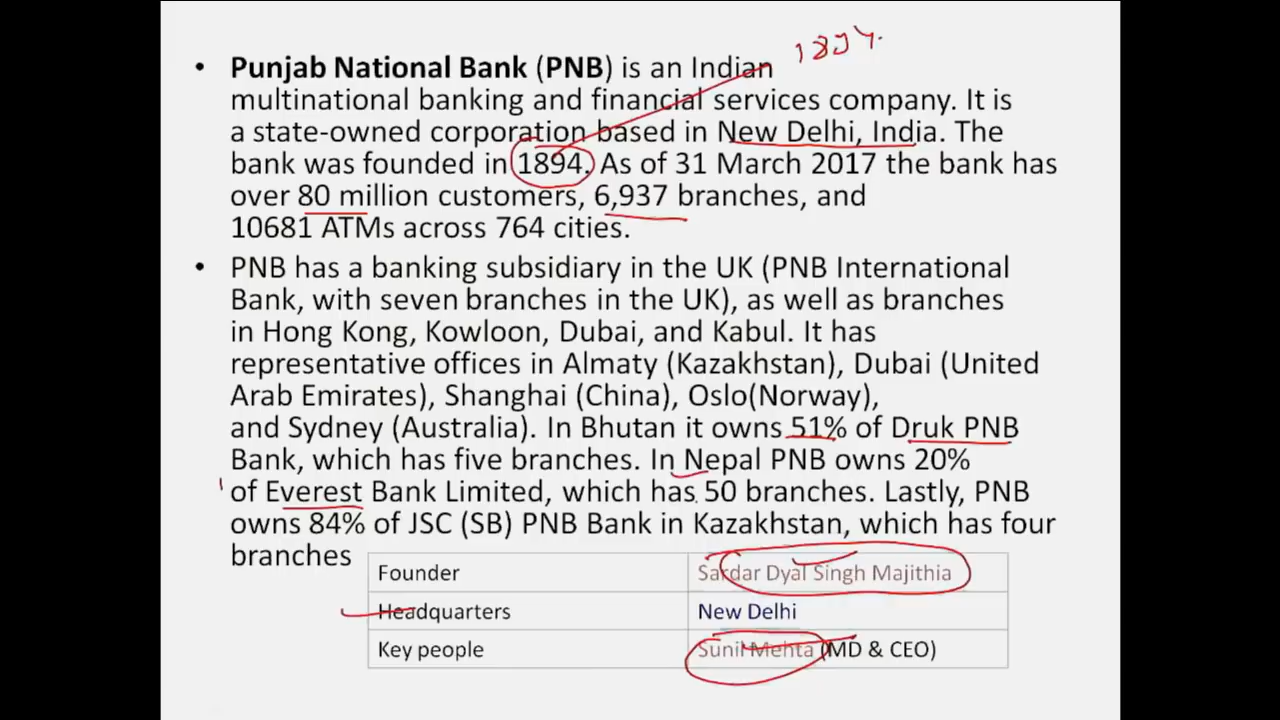 1894.
• Punjab National Bank (PNB) is an Indian
multinational banking and financial services company. It is
a state-owned corporation based in New Delhi, India. The
bank was founded in 1894. As of 31 March 2017 the bank has
over 80 million customers, 6,937 branches, and
10681 ATMs across 764 cities.
• PNB has a banking subsidiary in the UK (PNB International
Bank, with seven branches in the UK), as well as branches
in Hong Kong, Kowloon, Dubai, and Kabul. It has
representative offices in Almaty (Kazakhstan), Dubai (United
Arab Emirates), Shanghai (China), Oslo(Norway),
and Sydney (Australia). In Bhutan it owns 51% of Druk PNB
Bank, which has five branches. In Nepal PNB owns 20%
of Everest Bank Limited, which has 50 branches. Lastly, PNB
owns 84% of JSC (SB) PNB Bank in Kazakhstan, which has four
branches
Founder Sardar Dyal Singh Majithia
Headquarters New Delhi
Key people Sunil Mehta (MD & CEO)